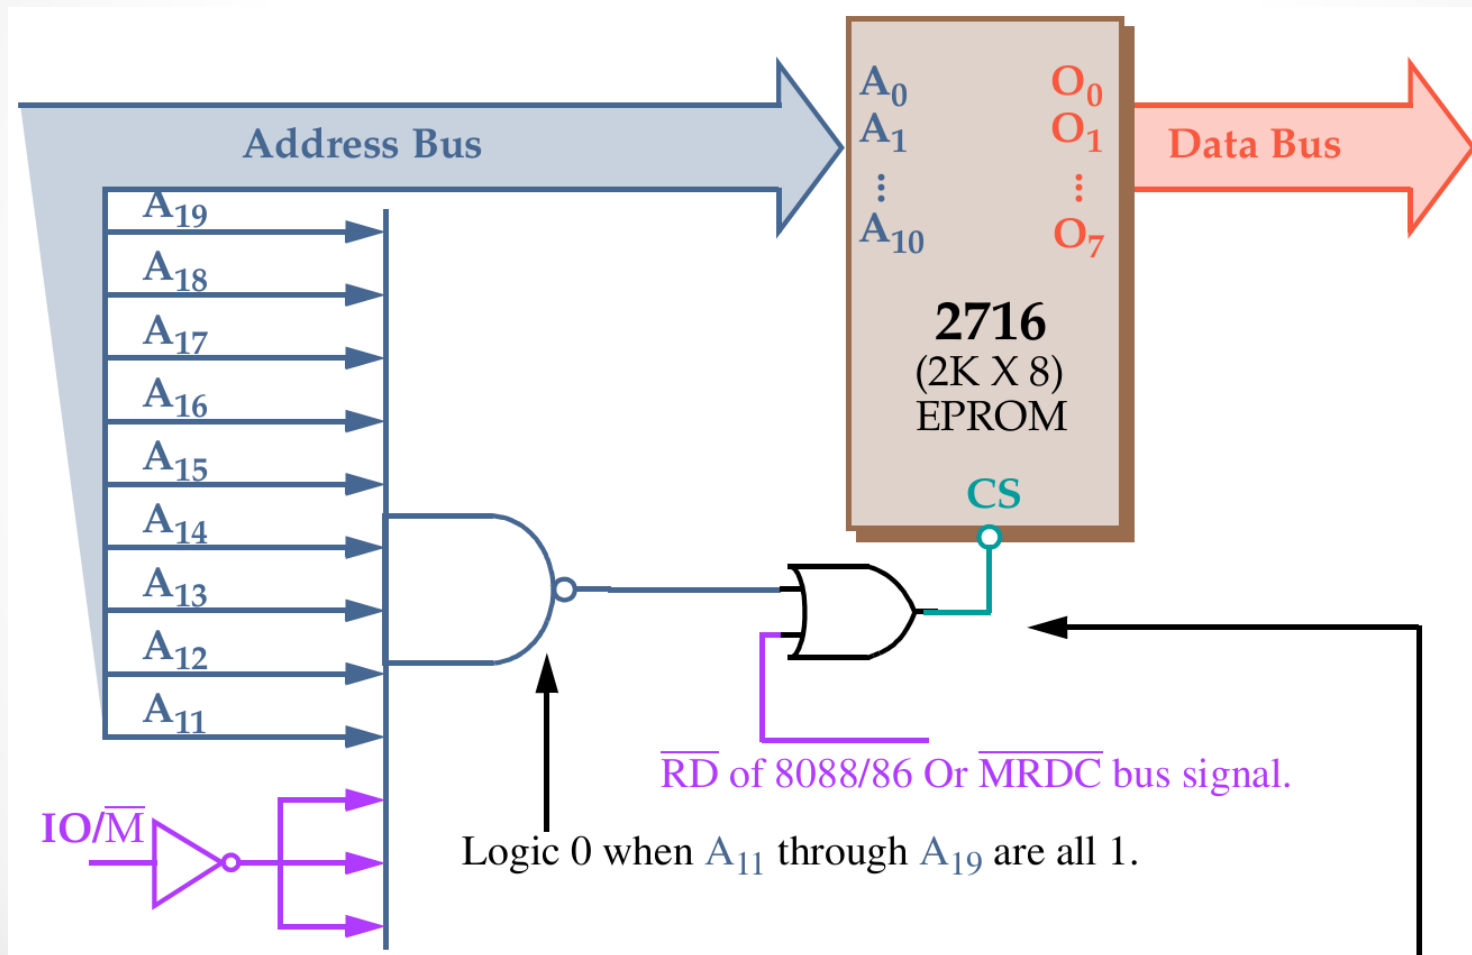 Address Bus
A₀
O₀
A₁
O₁
Data Bus
⋮
⋮
A₁₀
O₇
2716
(2K X 8)
EPROM
CS
A₁₉
A₁₈
A₁₇
A₁₆
A₁₅
A₁₄
A₁₃
A₁₂
A₁₁
R̅D̅ of 8088/86 Or M̅R̅D̅C̅ bus signal.
IO/M̅
Logic 0 when A₁₁ through A₁₉ are all 1.